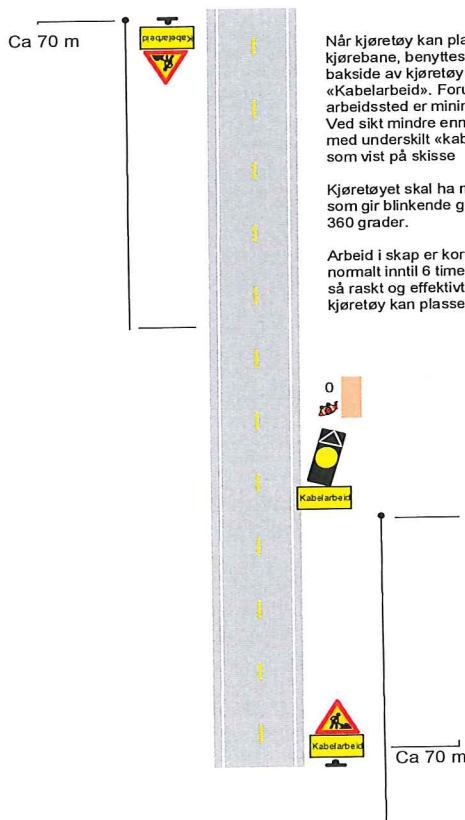 Ca 70 m
Kabelarbeid
Når kjøretøy kan pla
kjørebane, benyttes
bakside av kjøretøy
«Kabelarbeid». Foru
arbeidssted er minim
Ved sikt mindre enn
med underskilt «kab
som vist på skisse
Kjøretøyet skal ha m
som gir blinkende g
360 grader.
Arbeid i skap er kor
normalt inntil 6 time
så raskt og effektivt
kjøretøy kan plasse
0
Kabelarbeid
Kabelarbeid
Ca 70 m